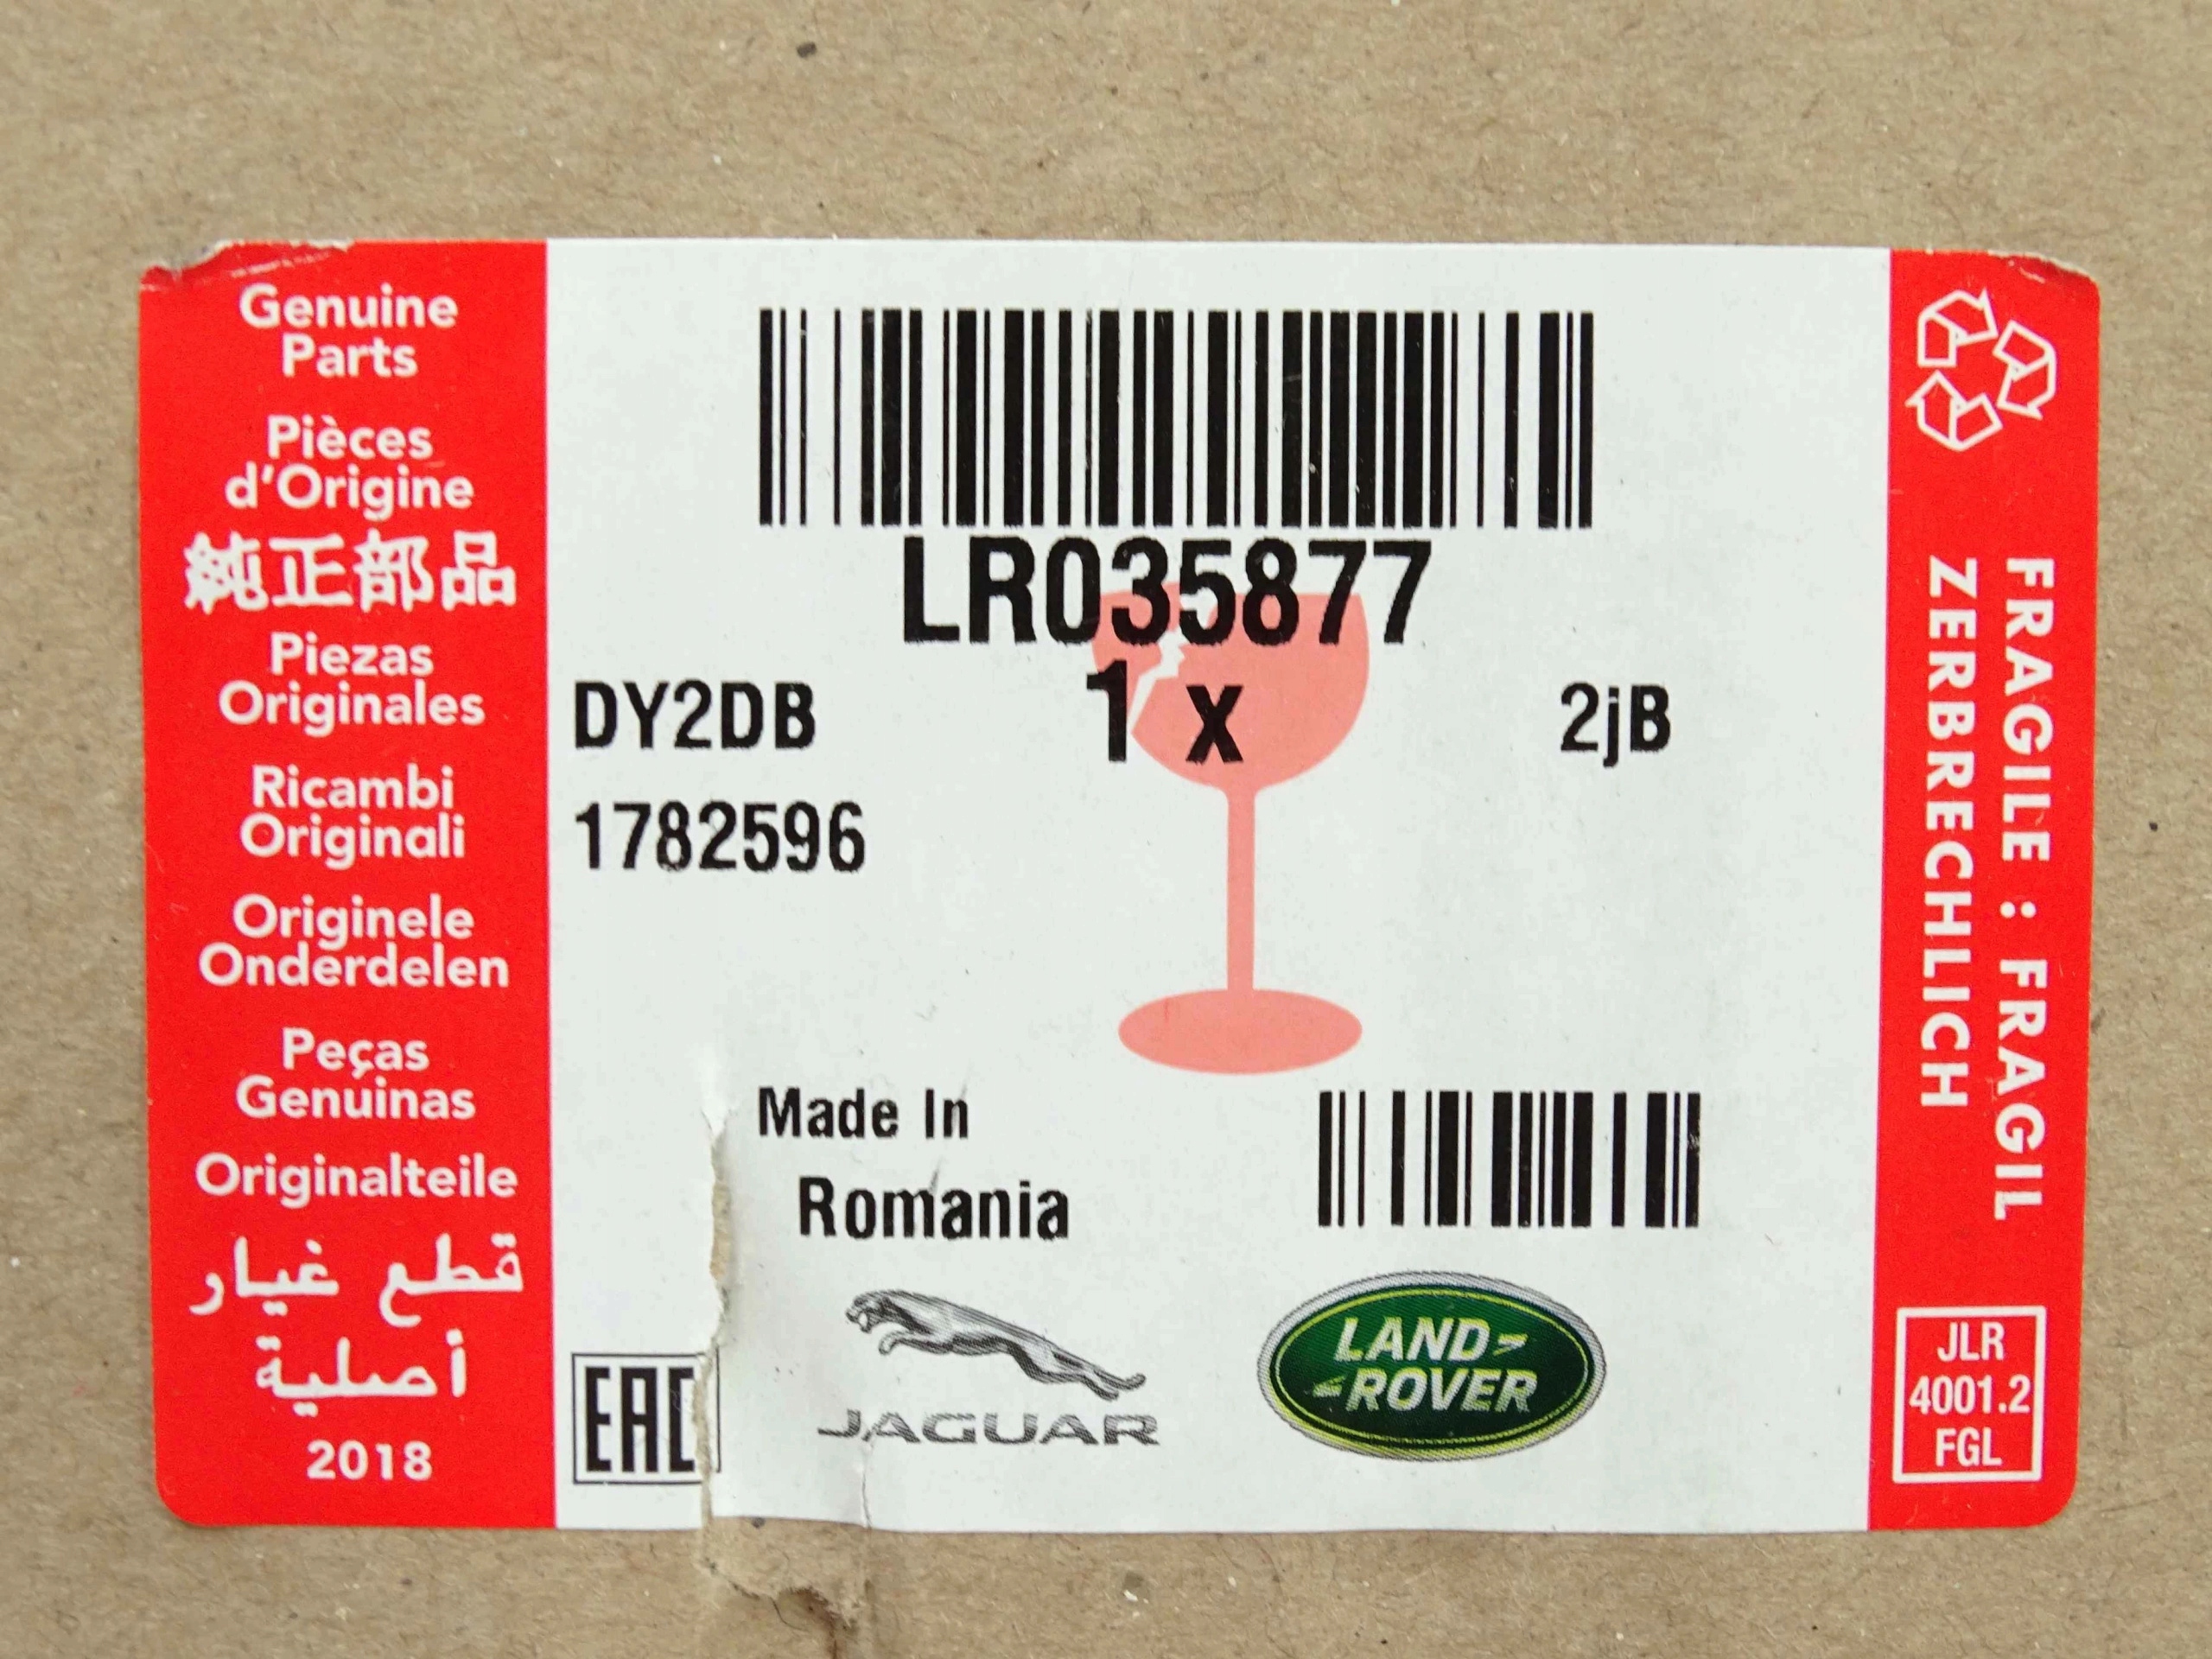 Genuine
Parts
Pièces
d'Origine
純正部品
Piezas
Originales
Ricambi
Originali
Originele
Onderdelen
Peças
Genuinas
Originalteile
قطع غيار
أصلية
2018
LR035877
DY2DB 1 x 2jB
1782596
Made In
Romania
EAC
JAGUAR
LAND-
-ROVER
FRAGILE : FRAGIL
ZERBRECHLICH
JLR
4001.2
FGL